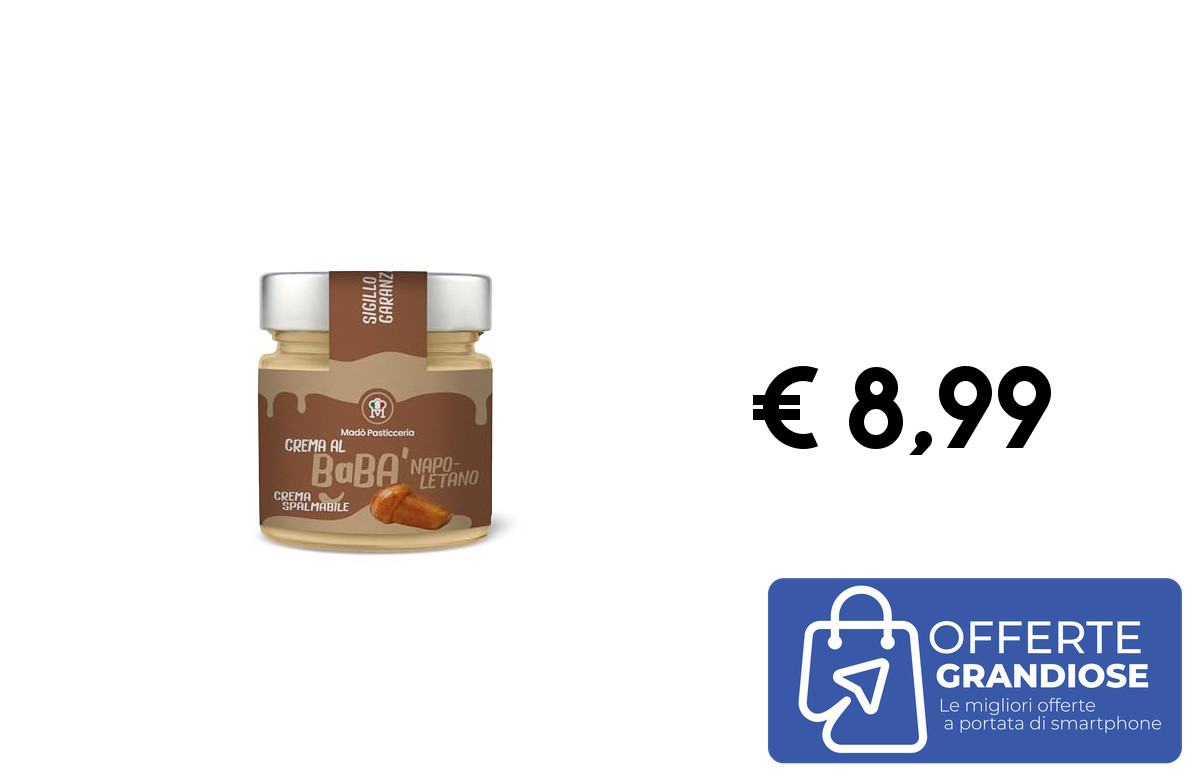 SIGILLO
Madò Pasticceria
CREMA AL
BaBA' NAPO-
LETANO
CREMA
SPALMABILE
€ 8,99
OFFERTE
GRANDIOSE
Le migliori offerte
a portata di smartphone